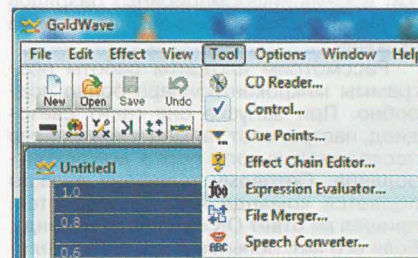 GoldWave
File Edit Effect View Tool Options Window Help
New Open Save Undo
CD Reader...
Control...
Cue Points...
Effect Chain Editor...
f(x) Expression Evaluator...
File Merger...
ABC Speech Converter...
Untitled1
1.0
0.8
0.6